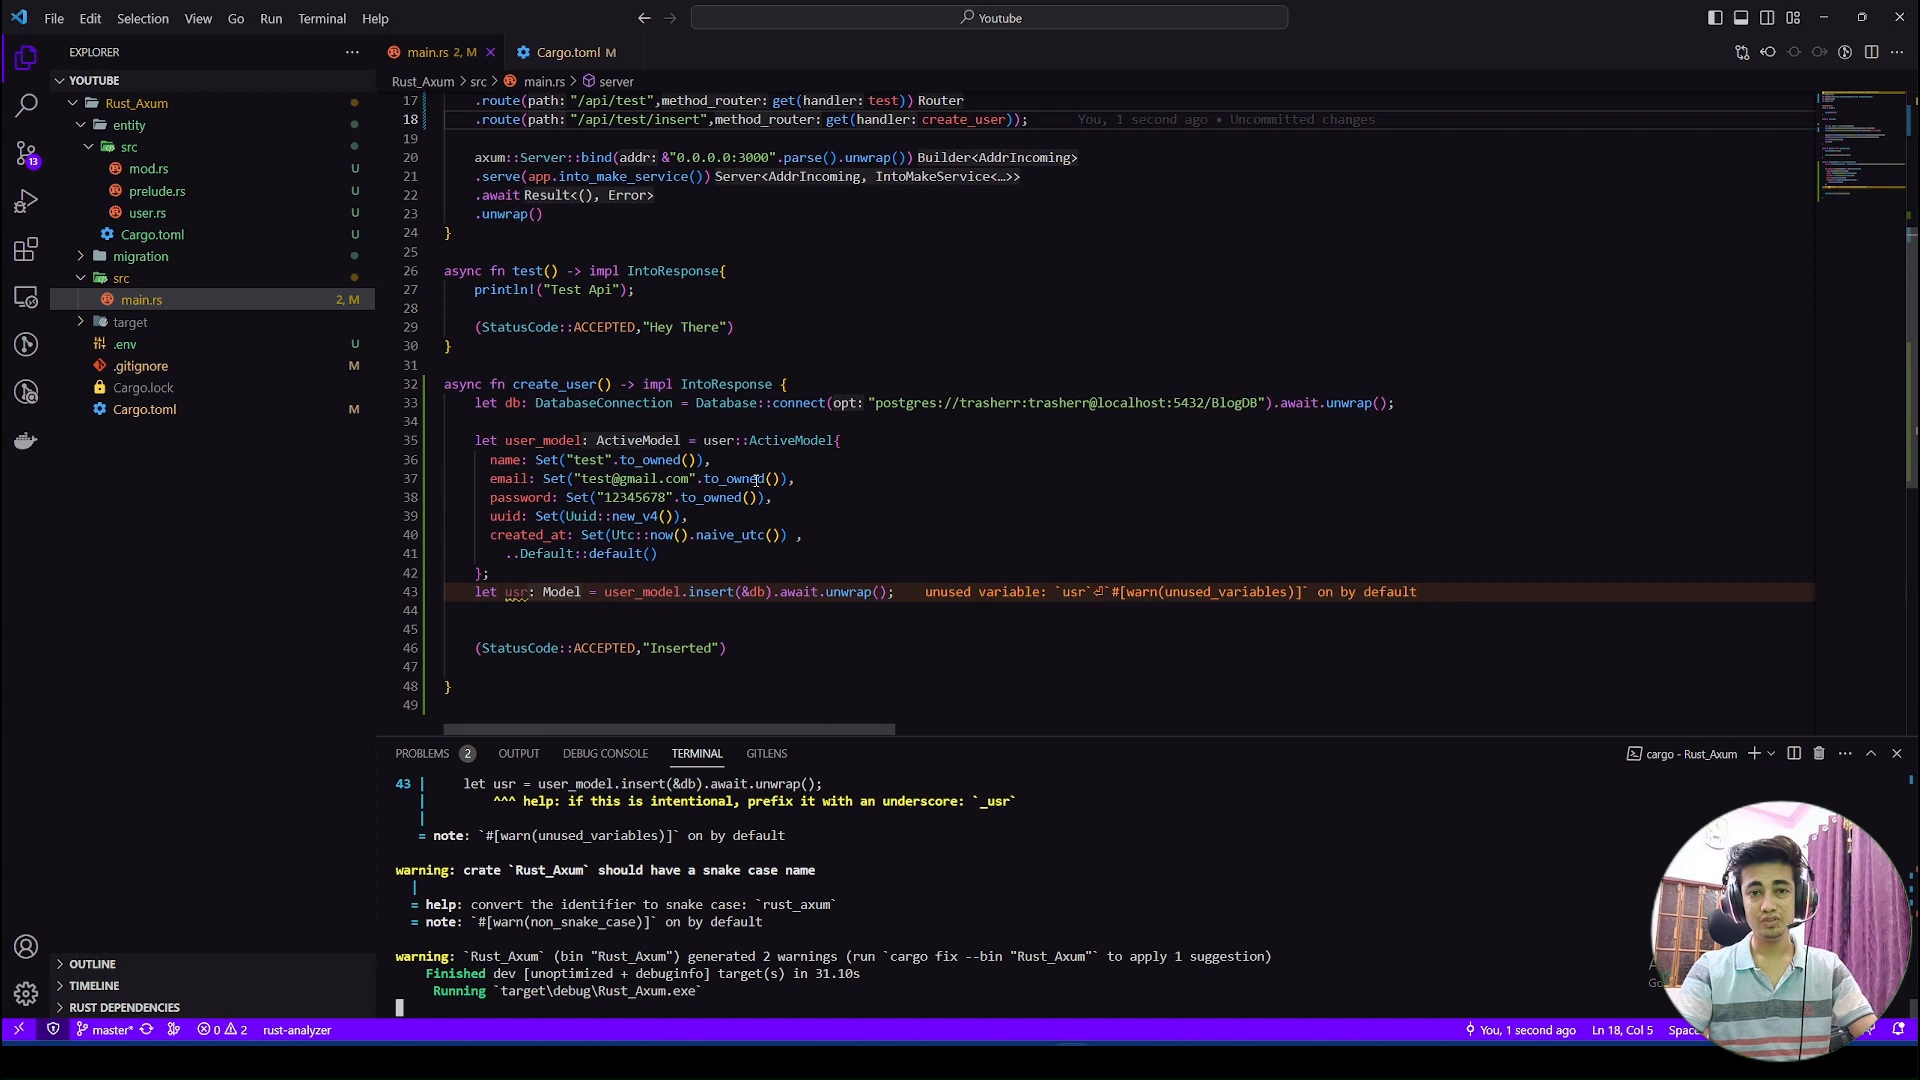 File Edit Selection View Go Run Terminal Help
Youtube
EXPLORER
YOUTUBE
Rust_Axum
entity
src
mod.rs U
prelude.rs U
user.rs U
Cargo.toml U
migration
src
main.rs 2, M
target
.env U
.gitignore M
Cargo.lock
Cargo.toml M
13
OUTLINE
TIMELINE
RUST DEPENDENCIES
main.rs 2, M
Cargo.toml M
Rust_Axum > src > main.rs > server
17 .route(path: "/api/test",method_router: get(handler: test)) Router
18 .route(path: "/api/test/insert",method_router: get(handler: create_user)); You, 1 second ago • Uncommitted changes
19
20 axum::Server::bind(addr: &"0.0.0.0:3000".parse().unwrap()) Builder<AddrIncoming>
21 .serve(app.into_make_service()) Server<AddrIncoming, IntoMakeService<…>>
22 .await Result<(), Error>
23 .unwrap()
24 }
25
26 async fn test() -> impl IntoResponse{
27 println!("Test Api");
28
29 (StatusCode::ACCEPTED,"Hey There")
30 }
31
32 async fn create_user() -> impl IntoResponse {
33 let db: DatabaseConnection = Database::connect(opt: "postgres://trasherr:trasherr@localhost:5432/BlogDB").await.unwrap();
34
35 let user_model: ActiveModel = user::ActiveModel{
36 name: Set("test".to_owned()),
37 email: Set("test@gmail.com".to_owned()),
38 password: Set("12345678".to_owned()),
39 uuid: Set(Uuid::new_v4()),
40 created_at: Set(Utc::now().naive_utc()) ,
41 ..Default::default()
42 };
43 let usr: Model = user_model.insert(&db).await.unwrap(); unused variable: `usr`⏎`#[warn(unused_variables)]` on by default
44
45
46 (StatusCode::ACCEPTED,"Inserted")
47
48 }
49
PROBLEMS 2 OUTPUT DEBUG CONSOLE TERMINAL GITLENS
cargo - Rust_Axum
43 | let usr = user_model.insert(&db).await.unwrap();
| ^^^ help: if this is intentional, prefix it with an underscore: `_usr`
|
= note: `#[warn(unused_variables)]` on by default
warning: crate `Rust_Axum` should have a snake case name
|
= help: convert the identifier to snake case: `rust_axum`
= note: `#[warn(non_snake_case)]` on by default
warning: `Rust_Axum` (bin "Rust_Axum") generated 2 warnings (run `cargo fix --bin "Rust_Axum"` to apply 1 suggestion)
Finished dev [unoptimized + debuginfo] target(s) in 31.10s
Running `target\debug\Rust_Axum.exe`
master* 0 2 rust-analyzer
You, 1 second ago Ln 18, Col 5